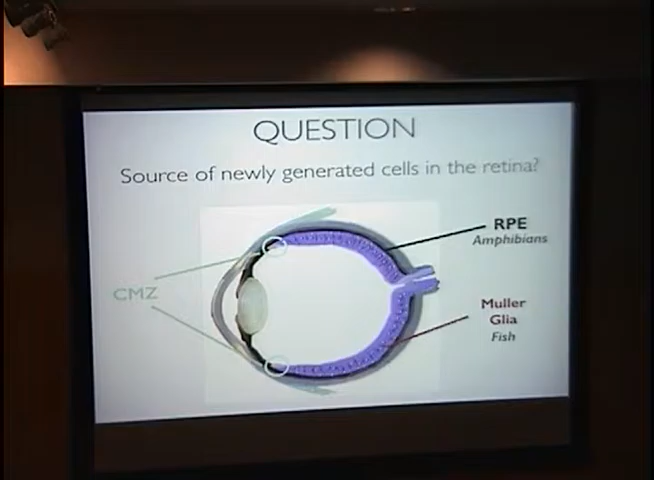 QUESTION
Source of newly generated cells in the retina?
RPE
Amphibians
CMZ
Muller
Glia
Fish